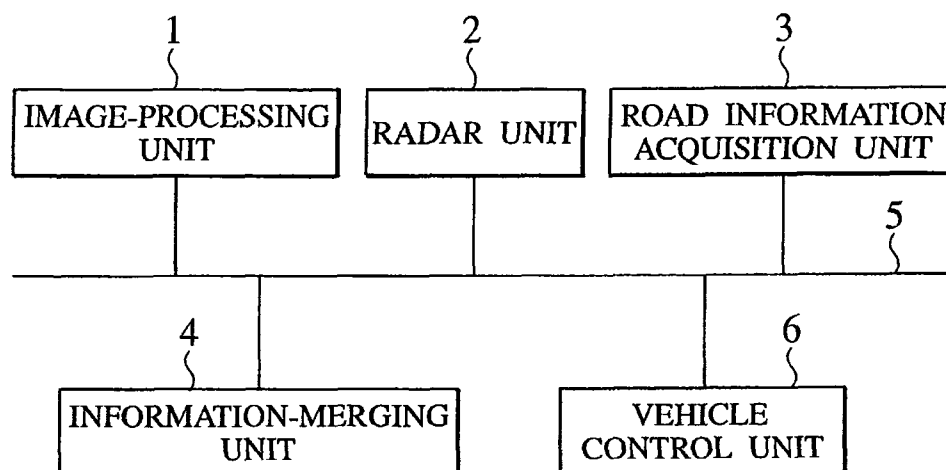 1
2
3
IMAGE-PROCESSING
UNIT
RADAR UNIT
ROAD INFORMATION
ACQUISITION UNIT
5
4
6
INFORMATION-MERGING
UNIT
VEHICLE
CONTROL UNIT